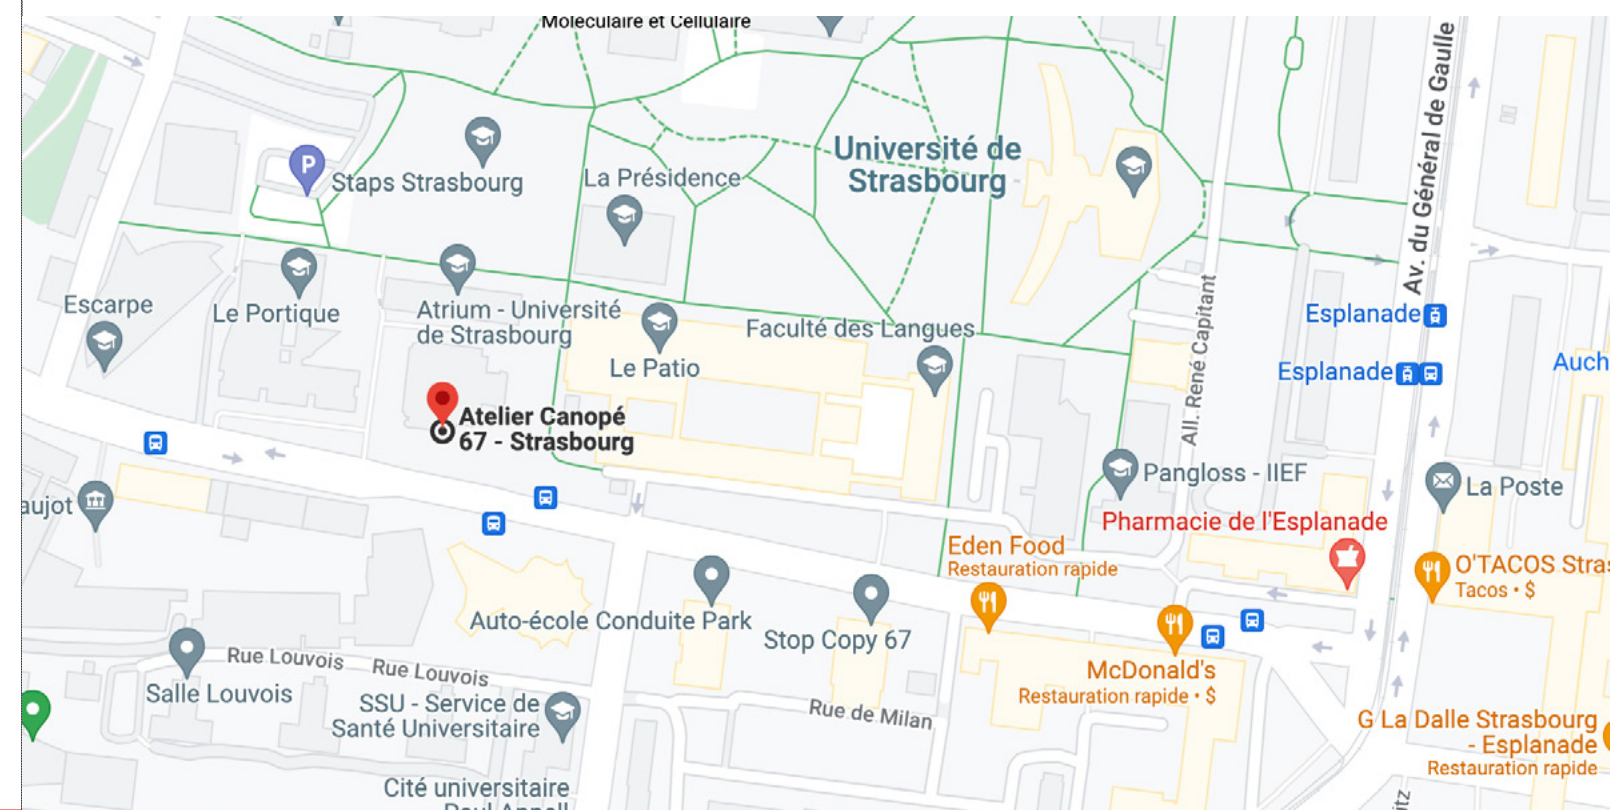 Moleculaire et Cellulaire
Av. du Général de Gaulle
Université de
Strasbourg
P
Staps Strasbourg
La Présidence
Escarpe
Le Portique
Atrium - Université
de Strasbourg
Le Patio
Faculté des Langues
All. René Capitant
Esplanade
Esplanade
Auch
Atelier Canopé
67 - Strasbourg
Pangloss - IIEF
La Poste
aujot
Pharmacie de l'Esplanade
Eden Food
Restauration rapide
O'TACOS Stras
Tacos • $
Auto-école Conduite Park
Stop Copy 67
Rue Louvois
Rue Louvois
Salle Louvois
McDonald's
Restauration rapide • $
SSU - Service de
Santé Universitaire
Rue de Milan
G La Dalle Strasbourg
- Esplanade
Restauration rapide
Cité universitaire
Paul Appell
itz